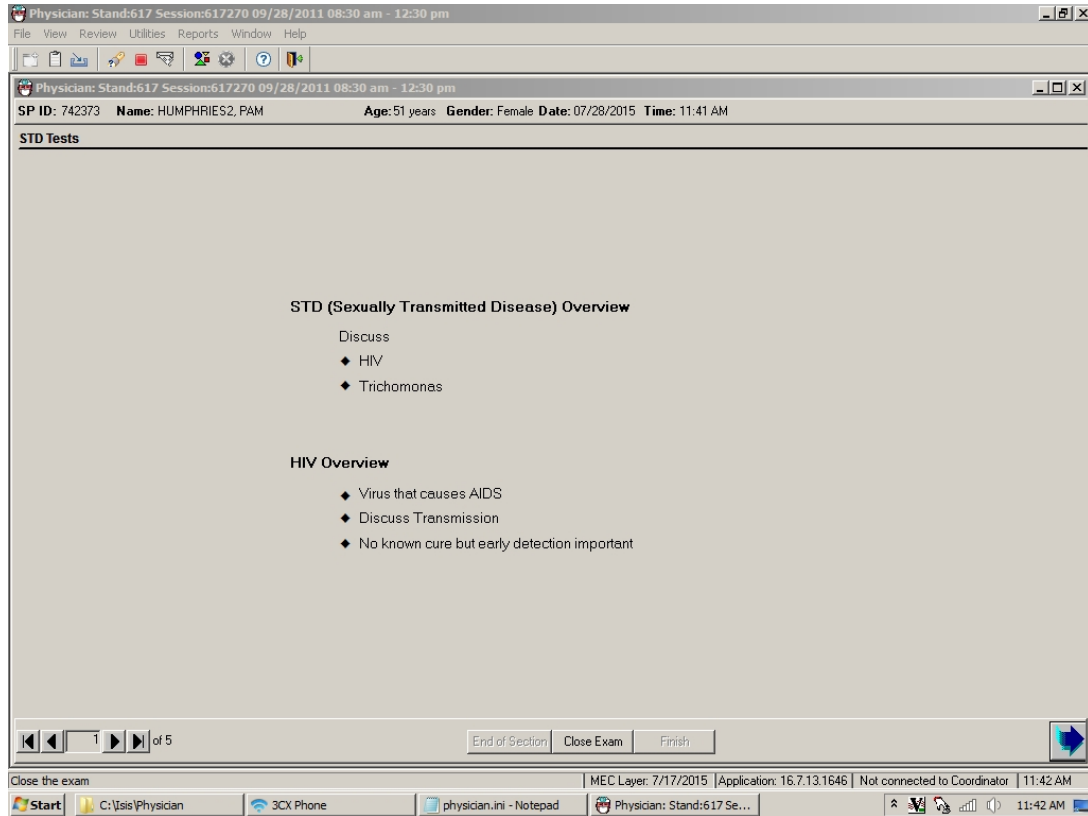 Physician: Stand:617 Session:617270 09/28/2011 08:30 am - 12:30 pm
File View Review Utilities Reports Window Help
Physician: Stand:617 Session:617270 09/28/2011 08:30 am - 12:30 pm
SP ID: 742373 Name: HUMPHRIES2, PAM Age: 51 years Gender: Female Date: 07/28/2015 Time: 11:41 AM
STD Tests
STD (Sexually Transmitted Disease) Overview
Discuss
◆ HIV
◆ Trichomonas
HIV Overview
◆ Virus that causes AIDS
◆ Discuss Transmission
◆ No known cure but early detection important
1 of 5 End of Section Close Exam Finish
Close the exam MEC Layer: 7/17/2015 Application: 16.7.13.1646 Not connected to Coordinator 11:42 AM
Start C:\Isis\Physician 3CX Phone physician.ini - Notepad Physician: Stand:617 Se... 11:42 AM